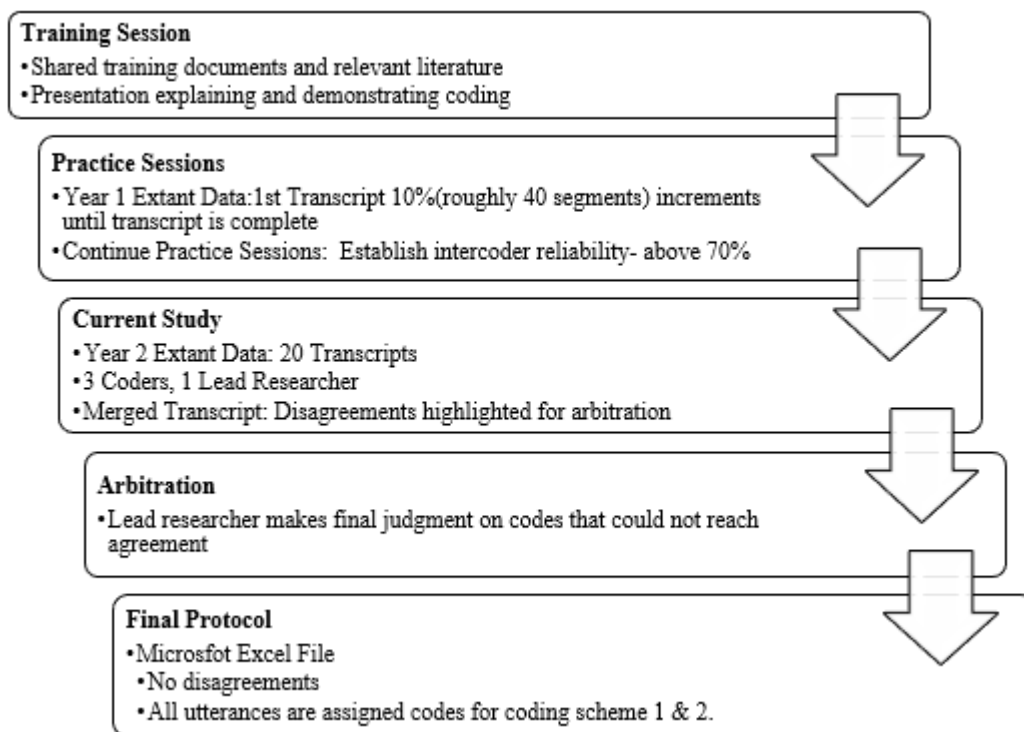 Training Session
•Shared training documents and relevant literature
•Presentation explaining and demonstrating coding
Practice Sessions
•Year 1 Extant Data:1st Transcript 10%(roughly 40 segments) increments
until transcript is complete
•Continue Practice Sessions: Establish intercoder reliability- above 70%
Current Study
•Year 2 Extant Data: 20 Transcripts
•3 Coders, 1 Lead Researcher
•Merged Transcript: Disagreements highlighted for arbitration
Arbitration
•Lead researcher makes final judgment on codes that could not reach
agreement
Final Protocol
•Microsfot Excel File
•No disagreements
•All utterances are assigned codes for coding scheme 1 & 2.